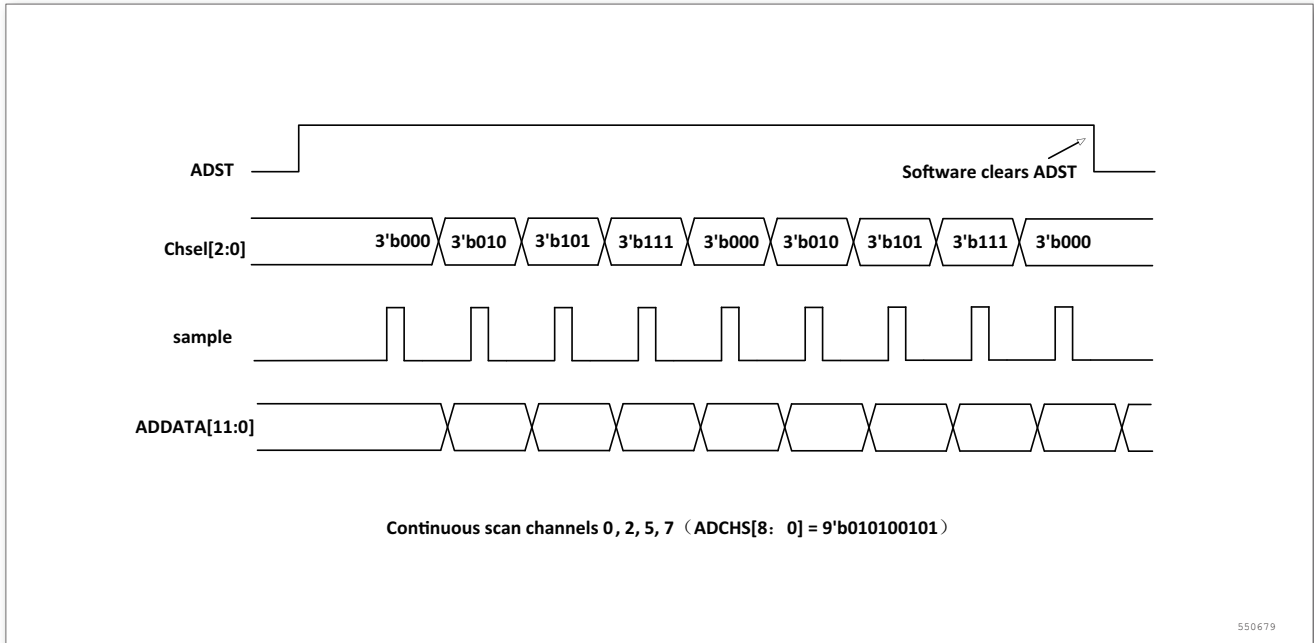 ADST
Software clears ADST
Chsel[2:0]
3'b000 3'b010 3'b101 3'b111 3'b000 3'b010 3'b101 3'b111 3'b000
sample
ADDATA[11:0]
Continuous scan channels 0 , 2, 5, 7（ADCHS[8：0] = 9'b010100101）
550679